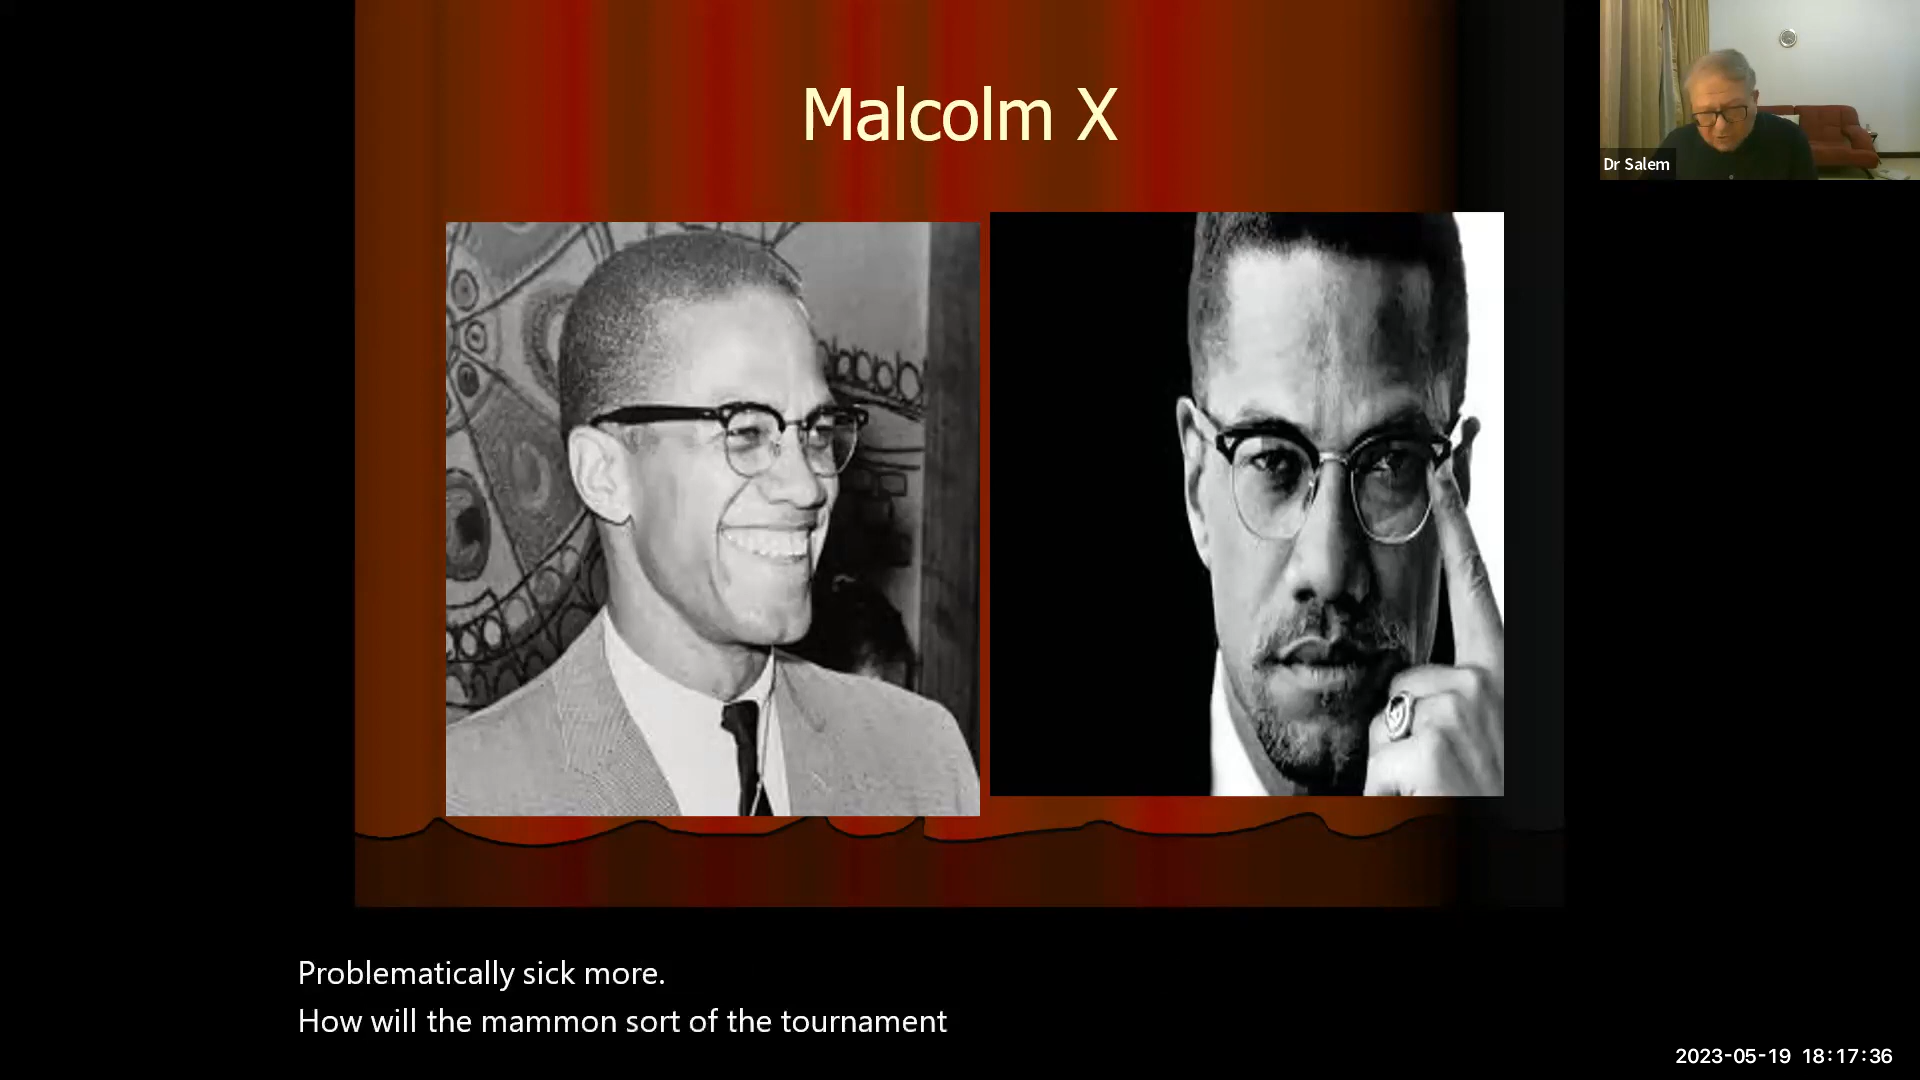 Malcolm X
Dr Salem
Problematically sick more.
How will the mammon sort of the tournament
2023-05-19 18:17:36